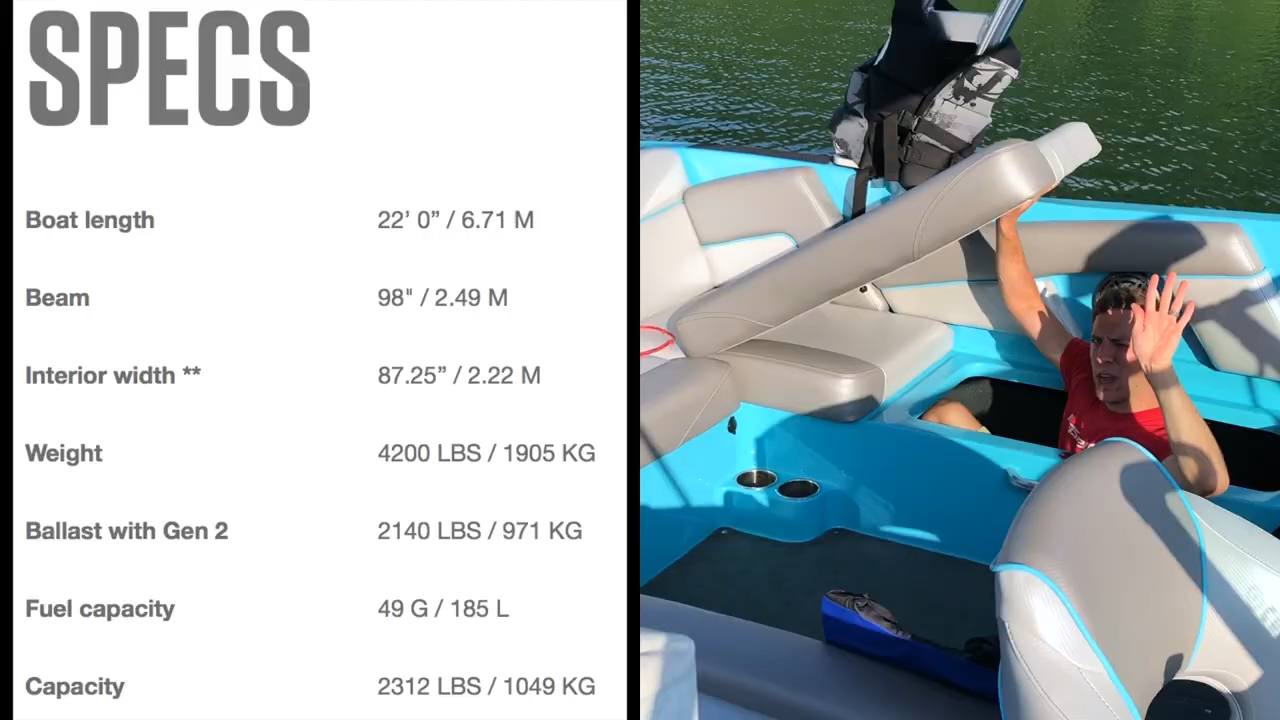 SPECS
Boat length 22’ 0” / 6.71 M
Beam 98" / 2.49 M
Interior width ** 87.25” / 2.22 M
Weight 4200 LBS / 1905 KG
Ballast with Gen 2 2140 LBS / 971 KG
Fuel capacity 49 G / 185 L
Capacity 2312 LBS / 1049 KG